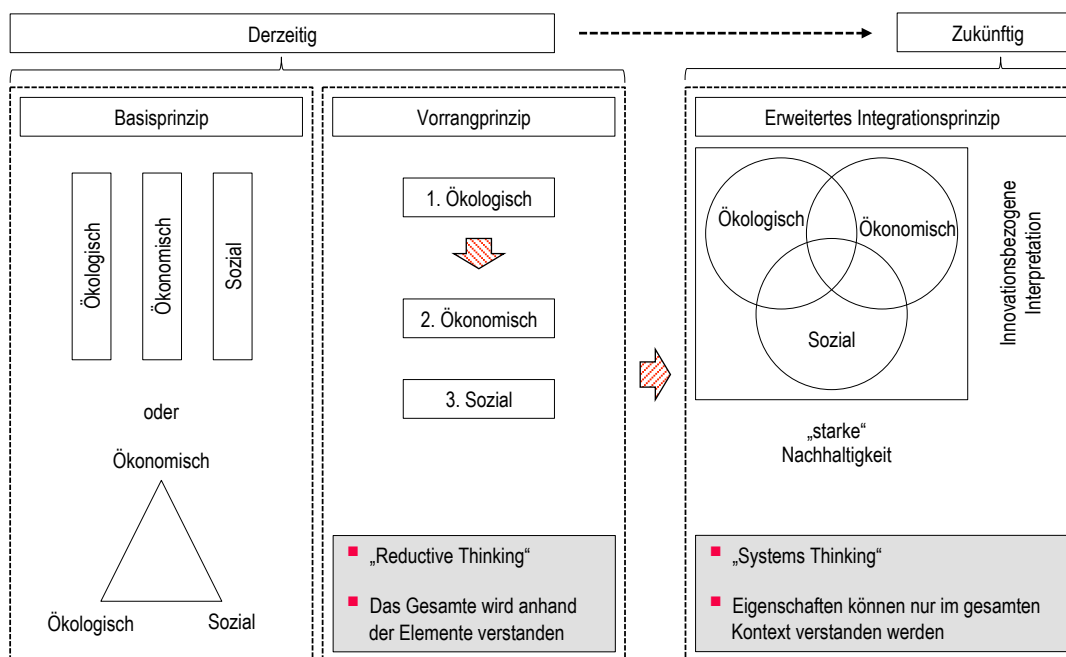 Derzeitig
Zukünftig
Basisprinzip
Ökologisch
Ökonomisch
Sozial
oder
Ökonomisch
Ökologisch
Sozial
Vorrangprinzip
1. Ökologisch
2. Ökonomisch
3. Sozial
„Reductive Thinking“
Das Gesamte wird anhand
der Elemente verstanden
Erweitertes Integrationsprinzip
Ökologisch
Ökonomisch
Sozial
Innovationsbezogene
Interpretation
„starke“
Nachhaltigkeit
„Systems Thinking“
Eigenschaften können nur im gesamten
Kontext verstanden werden